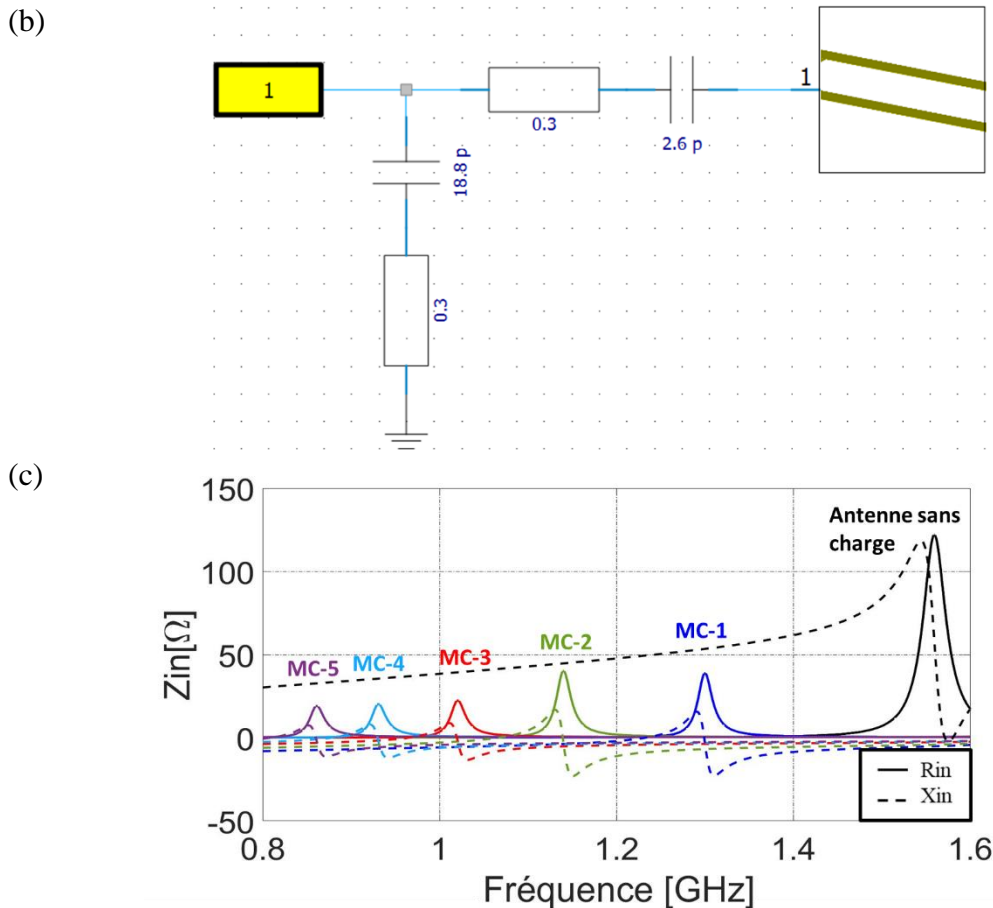 (b)
1
0.3
2.6 p
1
18.8 p
0.3
(c)
150
100
50
0
-50
Zin[Ω]
Antenne sans
charge
MC-5
MC-4
MC-3
MC-2
MC-1
Rin
Xin
0.8
1
1.2
1.4
1.6
Fréquence [GHz]